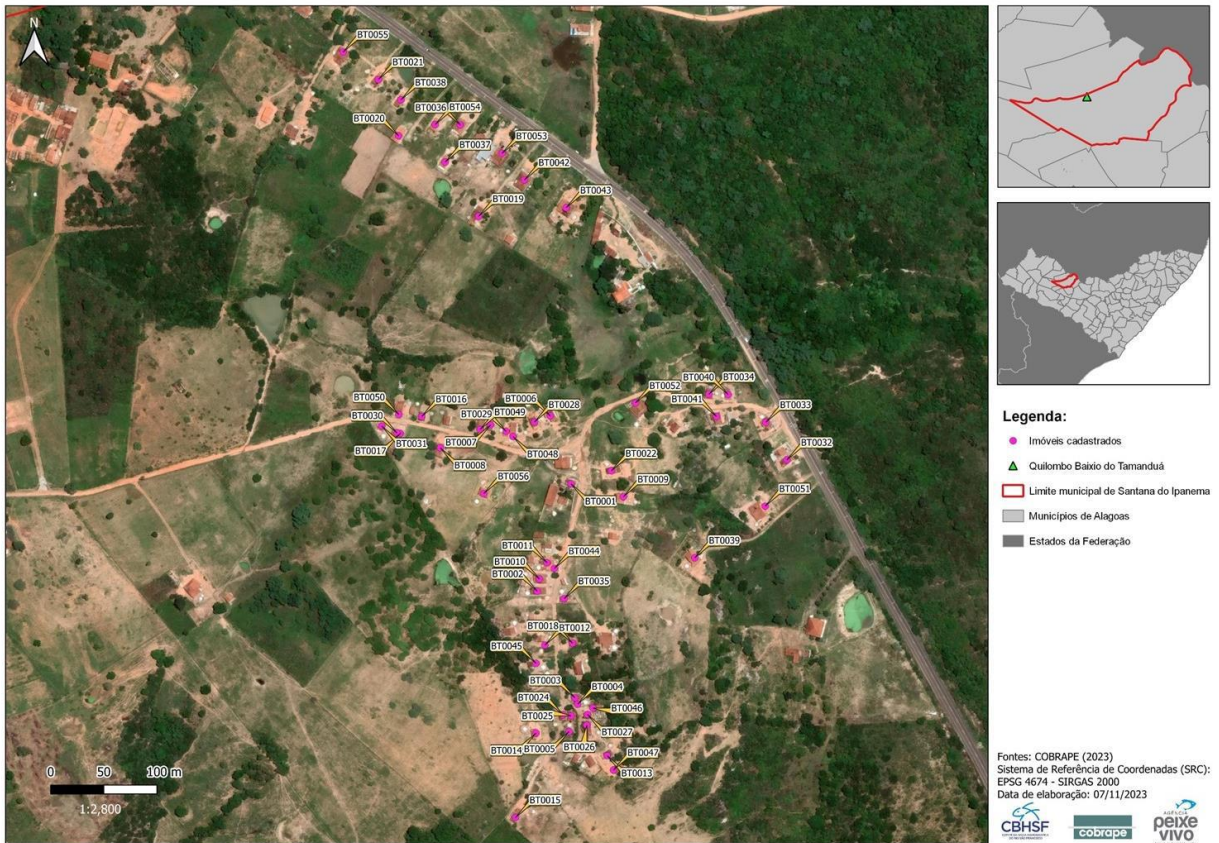 N
BT0055
BT0021
BT0038
BT0036
BT0054
BT0020
BT0053
BT0037
BT0042
BT0043
BT0019
BT0052
BT0040
BT0034
BT0006
BT0050
BT0016
BT0028
BT0041
BT0030
BT0029
BT0049
BT0033
BT0017
BT0031
BT0007
BT0048
BT0032
BT0008
BT0022
BT0056
BT0009
BT0001
BT0051
BT0011
BT0044
BT0010
BT0039
BT0002
BT0035
BT0018
BT0012
BT0045
BT0003
BT0004
BT0024
BT0046
BT0025
BT0027
BT0014
BT0005
BT0026
BT0047
BT0013
BT0015
0 50 100 m
1:2,800
Legenda:
Imóveis cadastrados
Quilombo Baixio do Tamanduá
Limite municipal de Santana do Ipanema
Municípios de Alagoas
Estados da Federação
Fontes: COBRAPE (2023)
Sistema de Referência de Coordenadas (SRC):
EPSG 4674 - SIRGAS 2000
Data de elaboração: 07/11/2023
CBHSF
cobrape
AGÊNCIA
peixe
vivo